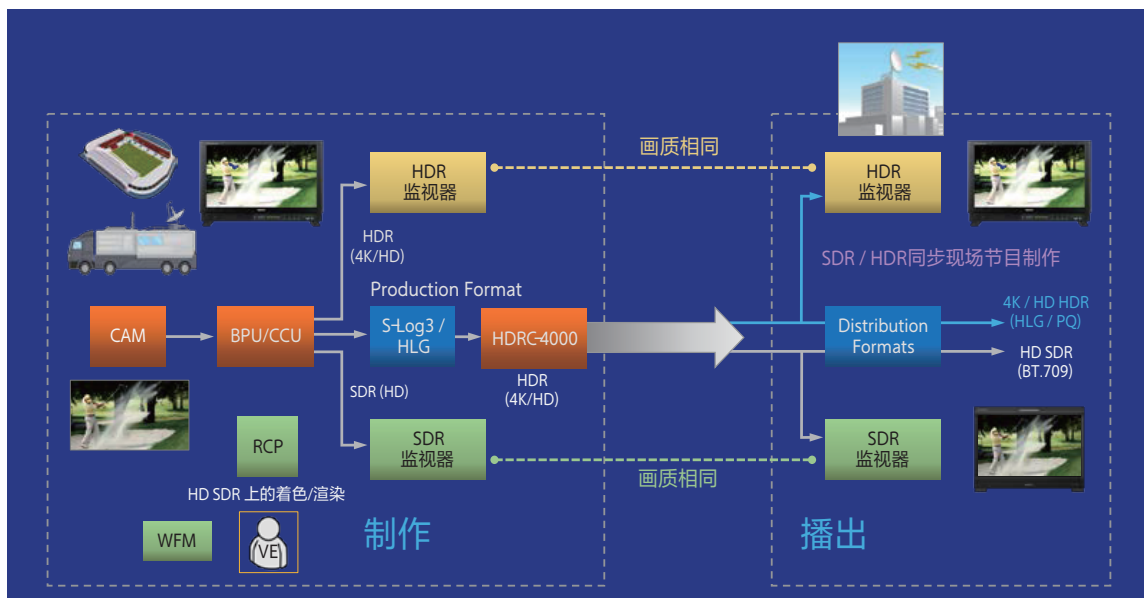 画质相同
HDR
监视器
HDR
监视器
HDR
(4K/HD)
SDR / HDR同步现场节目制作
Production Format
CAM
BPU/CCU
S-Log3 /
HLG
HDRC-4000
HDR
(4K/HD)
Distribution
Formats
4K / HD HDR
(HLG / PQ)
HD SDR
(BT.709)
SDR (HD)
RCP
SDR
监视器
SDR
监视器
画质相同
HD SDR 上的着色/渲染
WFM
VE
制作
播出